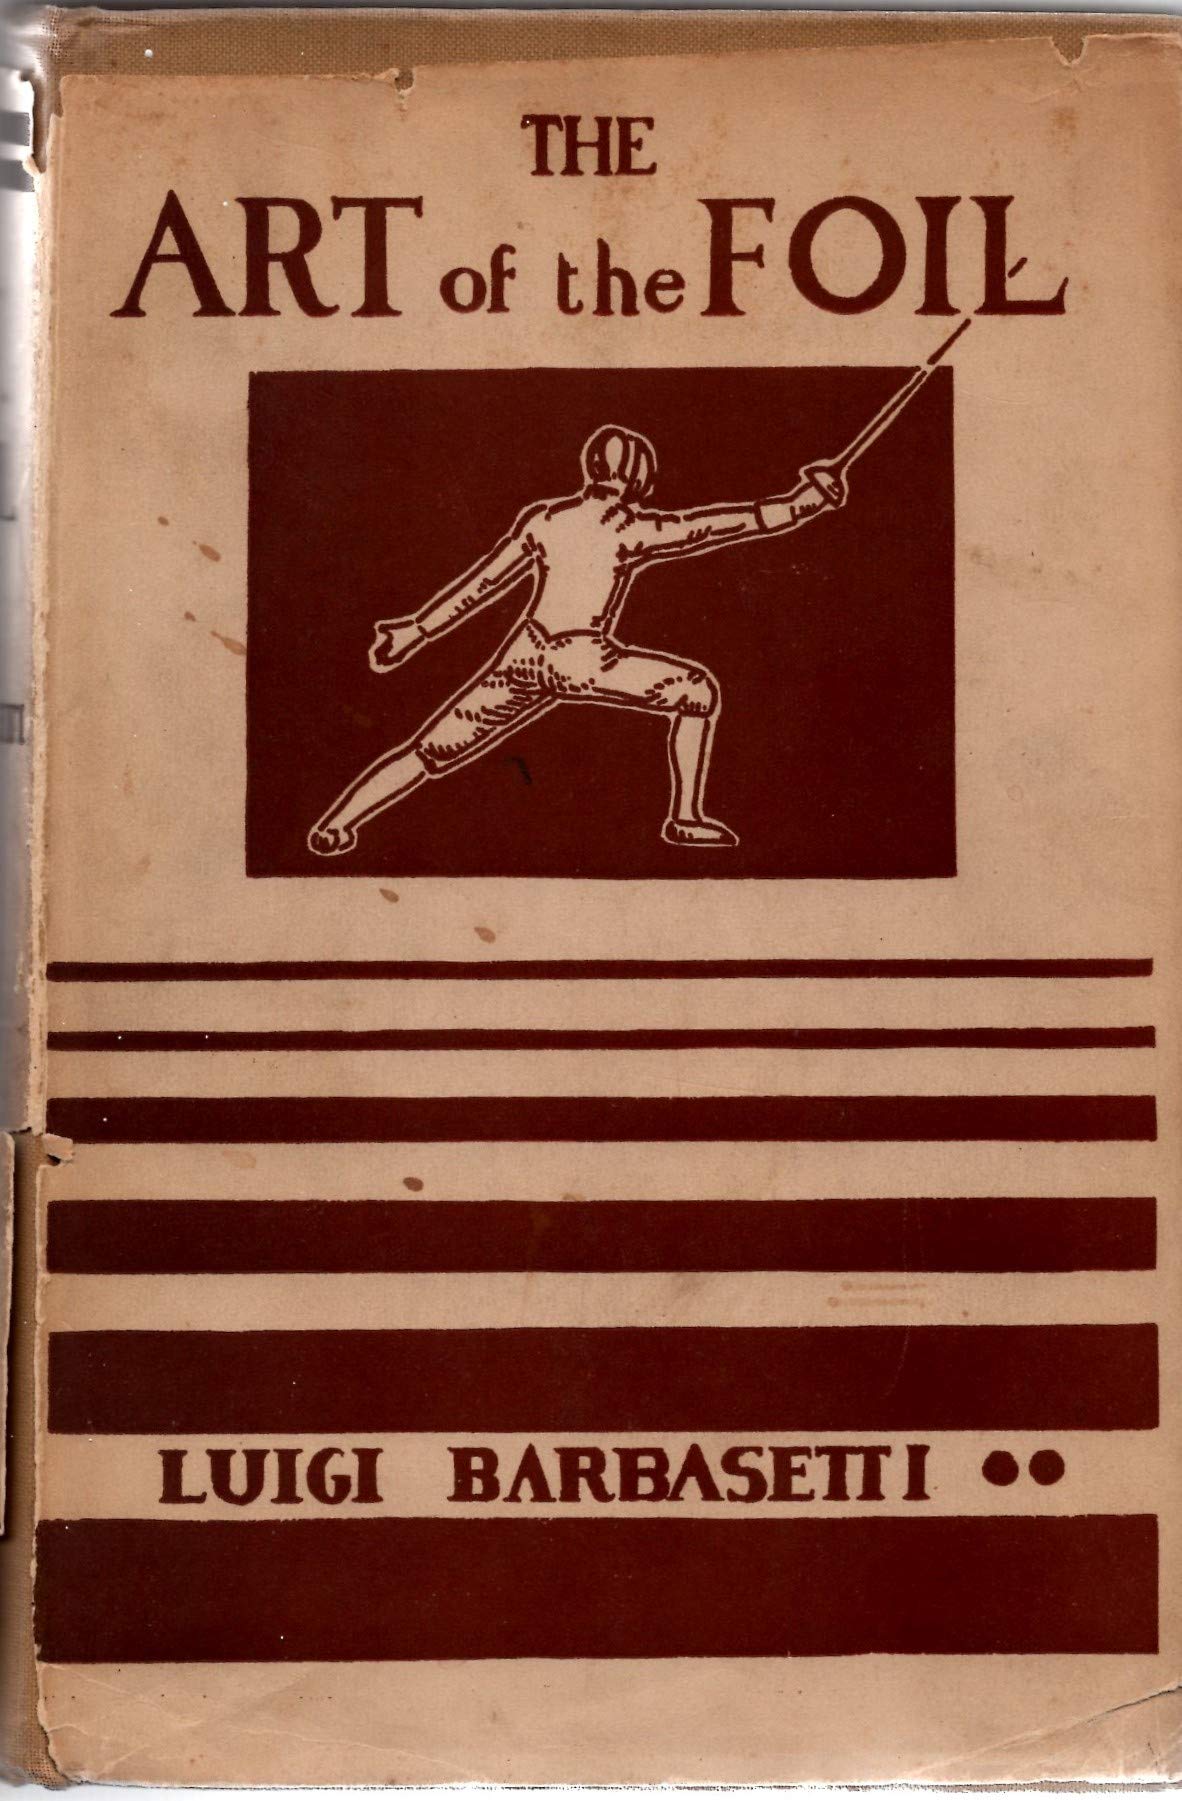 THE
ART of the FOIL
LUIGI BARBASETTI